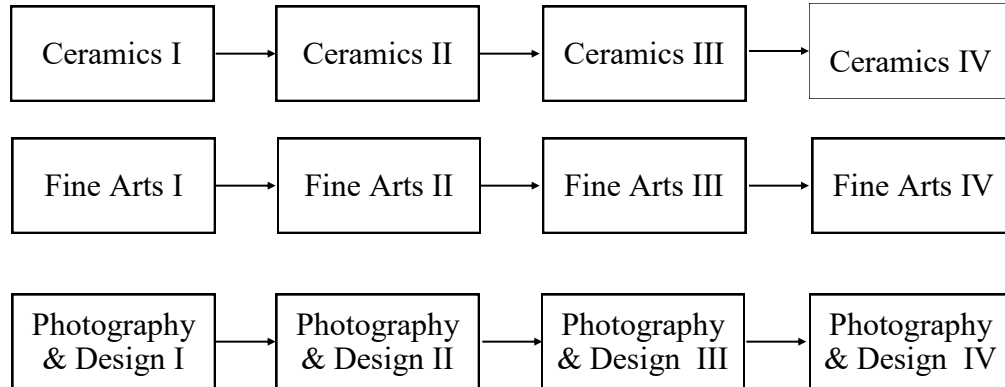 Ceramics I
Ceramics II
Ceramics III
Ceramics IV
Fine Arts I
Fine Arts II
Fine Arts III
Fine Arts IV
Photography
& Design I
Photography
& Design II
Photography
& Design III
Photography
& Design IV